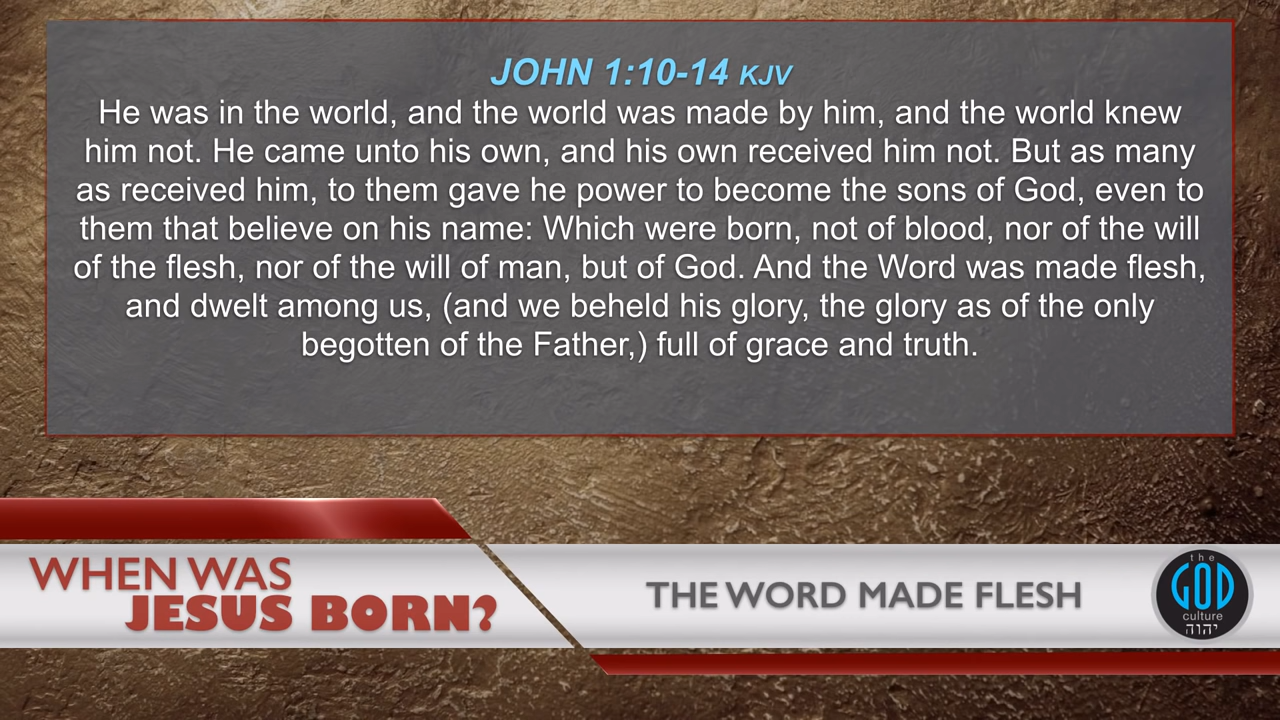 JOHN 1:10-14 KJV
He was in the world, and the world was made by him, and the world knew
him not. He came unto his own, and his own received him not. But as many
as received him, to them gave he power to become the sons of God, even to
them that believe on his name: Which were born, not of blood, nor of the will
of the flesh, nor of the will of man, but of God. And the Word was made flesh,
and dwelt among us, (and we beheld his glory, the glory as of the only
begotten of the Father,) full of grace and truth.
WHEN WAS
JESUS BORN?
THE WORD MADE FLESH
the
GOD
culture
יהוה